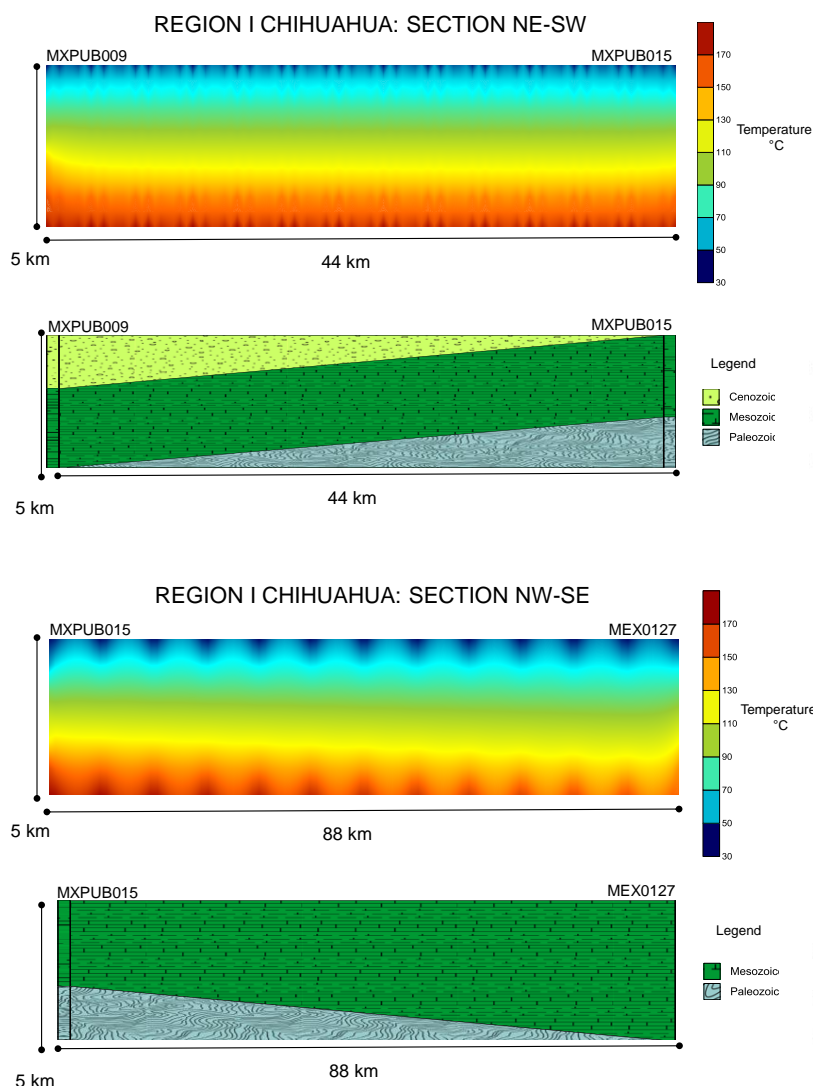 REGION I CHIHUAHUA: SECTION NE-SW
MXPUB009 MXPUB015
170
150
130
110
90
70
50
30
Temperature
°C
5 km
44 km
MXPUB009 MXPUB015
Legend
Cenozoic
Mesozoic
Paleozoic
44 km
5 km
REGION I CHIHUAHUA: SECTION NW-SE
MXPUB015 MEX0127
170
150
130
110
90
70
50
30
Temperature
°C
5 km
88 km
MXPUB015 MEX0127
Legend
Mesozoic
Paleozoic
88 km
5 km